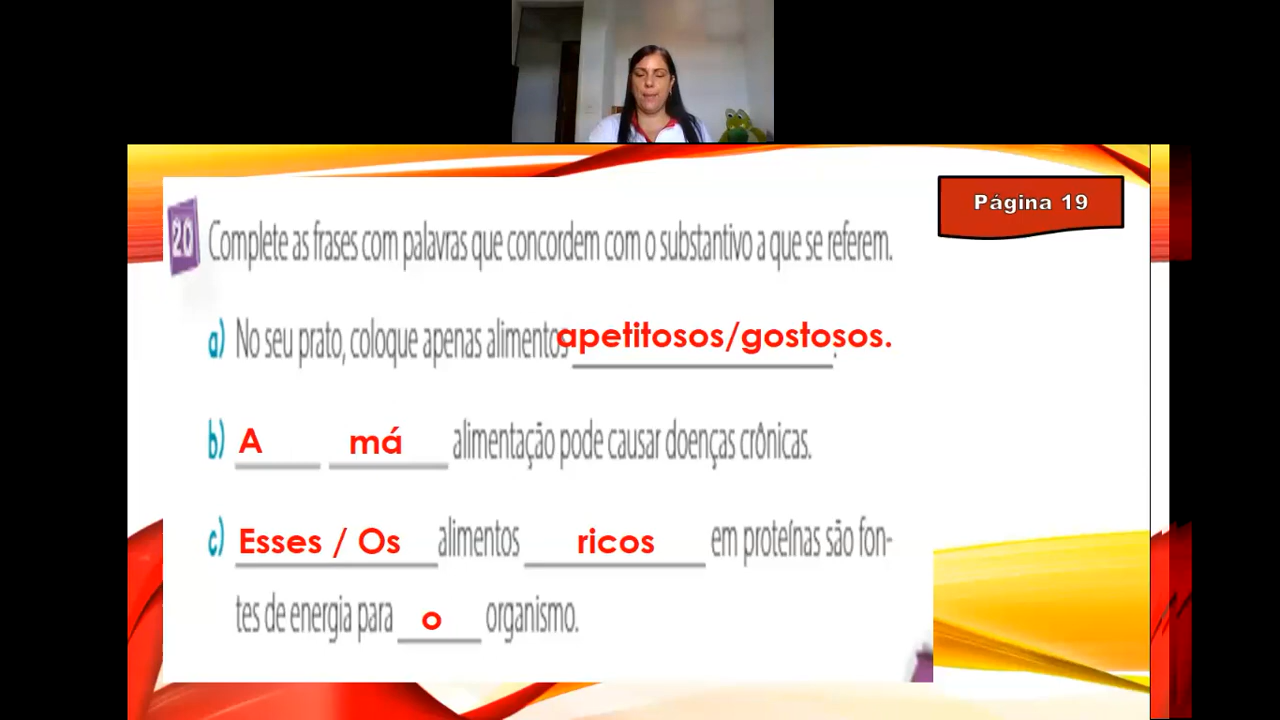 Página 19
20 Complete as frases com palavras que concordem com o substantivo a que se referem.
a) No seu prato, coloque apenas alimentos apetitosos/gostosos.
b) A má alimentação pode causar doenças crônicas.
c) Esses / Os alimentos ricos em proteínas são fon-
tes de energia para o organismo.